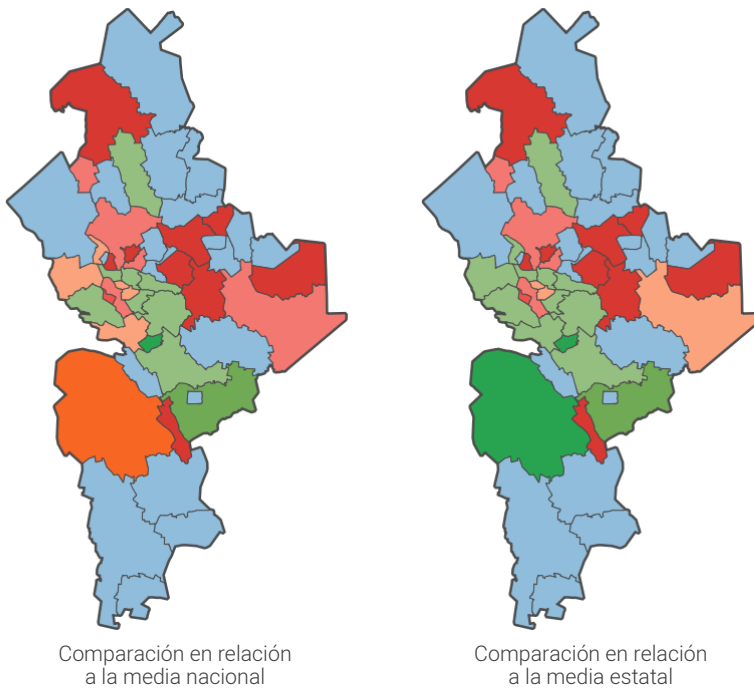 Comparación en relación
a la media nacional
Comparación en relación
a la media estatal